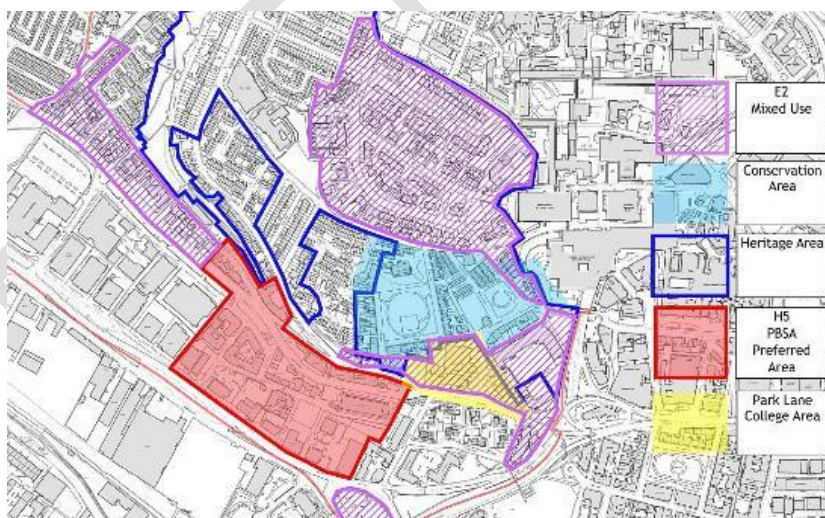 E2
Mixed Use
Conservation
Area
Heritage Area
H5
PBSA
Preferred
Area
Park Lane
College Area